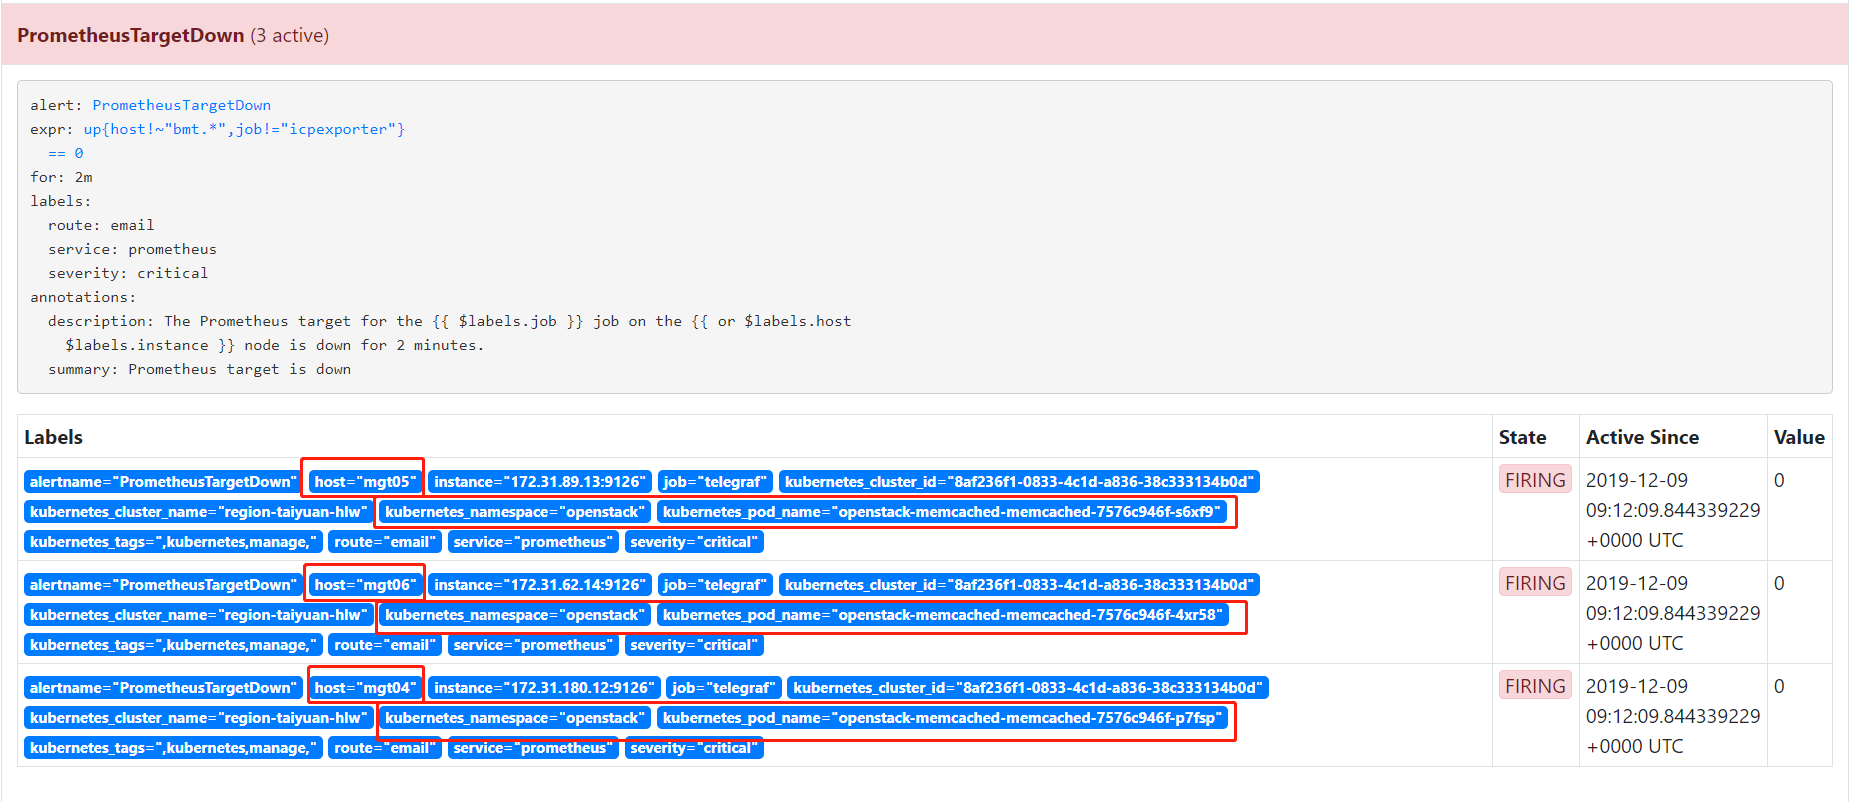 PrometheusTargetDown (3 active)
alert: PrometheusTargetDown
expr: up{host!~"bmt.*",job!="icpexporter"}
== 0
for: 2m
labels:
route: email
service: prometheus
severity: critical
annotations:
description: The Prometheus target for the {{ $labels.job }} job on the {{ or $labels.host
$labels.instance }} node is down for 2 minutes.
summary: Prometheus target is down
Labels State Active Since Value
alertname="PrometheusTargetDown" host="mgt05" instance="172.31.89.13:9126" job="telegraf" kubernetes_cluster_id="8af236f1-0833-4c1d-a836-38c333134b0d" FIRING 2019-12-09 0
kubernetes_cluster_name="region-taiyuan-hlw" kubernetes_namespace="openstack" kubernetes_pod_name="openstack-memcached-memcached-7576c946f-s6xf9" 09:12:09.844339229
kubernetes_tags=",kubernetes,manage," route="email" service="prometheus" severity="critical" +0000 UTC
alertname="PrometheusTargetDown" host="mgt06" instance="172.31.62.14:9126" job="telegraf" kubernetes_cluster_id="8af236f1-0833-4c1d-a836-38c333134b0d" FIRING 2019-12-09 0
kubernetes_cluster_name="region-taiyuan-hlw" kubernetes_namespace="openstack" kubernetes_pod_name="openstack-memcached-memcached-7576c946f-4xr58" 09:12:09.844339229
kubernetes_tags=",kubernetes,manage," route="email" service="prometheus" severity="critical" +0000 UTC
alertname="PrometheusTargetDown" host="mgt04" instance="172.31.180.12:9126" job="telegraf" kubernetes_cluster_id="8af236f1-0833-4c1d-a836-38c333134b0d" FIRING 2019-12-09 0
kubernetes_cluster_name="region-taiyuan-hlw" kubernetes_namespace="openstack" kubernetes_pod_name="openstack-memcached-memcached-7576c946f-p7fsp" 09:12:09.844339229
kubernetes_tags=",kubernetes,manage," route="email" service="prometheus" severity="critical" +0000 UTC